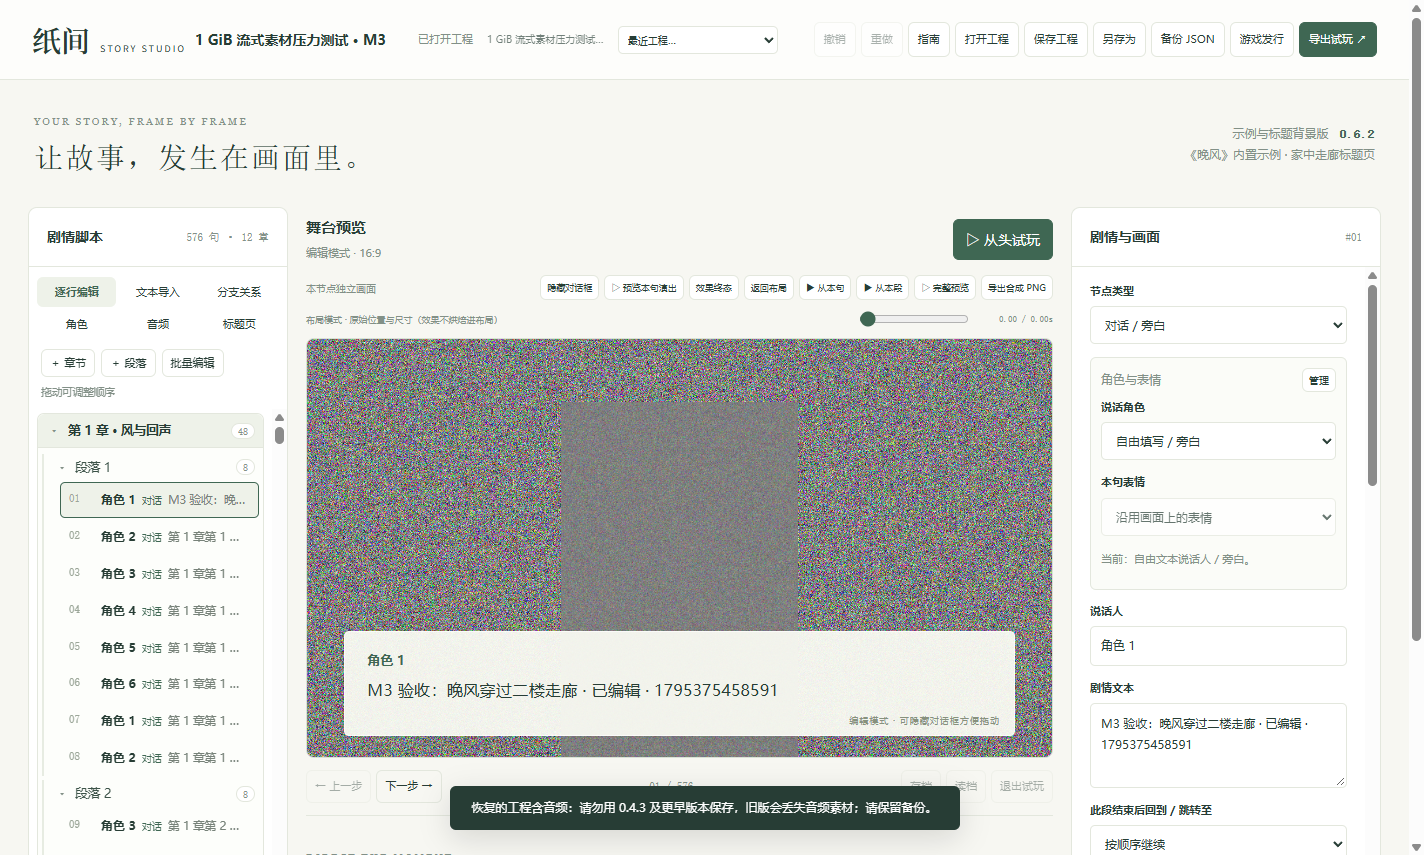 纸间 STORY STUDIO 1 GiB 流式素材压力测试 • M3 已打开工程 1 GiB 流式素材压力测试... 最近工程... 撤销 重做 指南 打开工程 保存工程 另存为 备份 JSON 游戏发行 导出试玩 ↗
YOUR STORY, FRAME BY FRAME
让故事，发生在画面里。
示例与标题背景版 0.6.2
《晚风》内置示例 · 家中走廊标题页
剧情脚本 576 句 • 12 章
逐行编辑 文本导入 分支关系
角色 音频 标题页
+ 章节 + 段落 批量编辑
拖动可调整顺序
第 1 章 • 风与回声 48
段落 1 8
01 角色 1 对话 M3 验收：晚...
02 角色 2 对话 第 1 章第 1 ...
03 角色 3 对话 第 1 章第 1 ...
04 角色 4 对话 第 1 章第 1 ...
05 角色 5 对话 第 1 章第 1 ...
06 角色 6 对话 第 1 章第 1 ...
07 角色 1 对话 第 1 章第 1 ...
08 角色 2 对话 第 1 章第 1 ...
段落 2 8
09 角色 3 对话 第 1 章第 2 ...
舞台预览
编辑模式 · 16:9
▷ 从头试玩
本节点独立画面 隐藏对话框 ▷ 预览本句演出 效果终态 返回布局 ▶ 从本句 ▶ 从本段 ▷ 完整预览 导出合成 PNG
布局模式 · 原始位置与尺寸（效果不烘焙进布局） 0.00 / 0.00s
角色 1
M3 验收：晚风穿过二楼走廊 · 已编辑 · 1795375458591
编辑模式 · 可隐藏对话框方便拖动
← 上一步 下一步 → 01 / 576 存档 读档 退出试玩
恢复的工程含音频：请勿用 0.4.3 及更早版本保存，旧版会丢失音频素材；请保留备份。
剧情与画面 #01
节点类型
对话 / 旁白
角色与表情 管理
说话角色
自由填写 / 旁白
本句表情
沿用画面上的表情
当前：自由文本说话人 / 旁白。
说话人
角色 1
剧情文本
M3 验收：晚风穿过二楼走廊 · 已编辑 ·
1795375458591
此段结束后回到 / 跳转至
按顺序继续